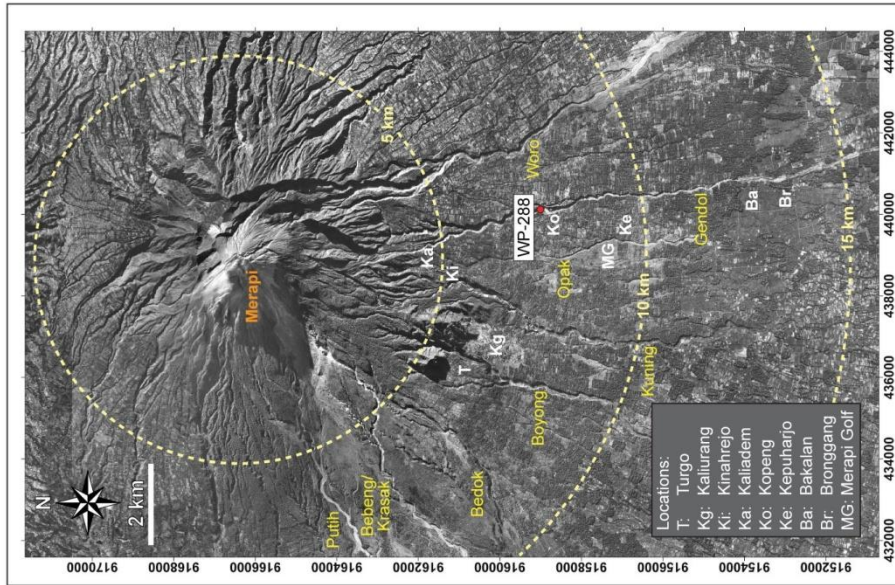 N
2 km
Merapi
5 km
10 km
15 km
Putih
Bebeng/
Krasak
Bedok
Boyong
Kuning
Opak
Gendol
Woro
T
Kg
Ki
Ka
WP-288
Ko
MG
Ke
Ba
Br
Locations:
T: Turgo
Kg: Kaliurang
Ki: Kinahrejo
Ka: Kaliadem
Ko: Kopeng
Ke: Kepuharjo
Ba: Bakalan
Br: Bronggang
MG: Merapi Golf
9170000
9168000
9166000
9164000
9162000
9160000
9158000
9156000
9154000
9152000
432000
434000
436000
438000
440000
442000
444000